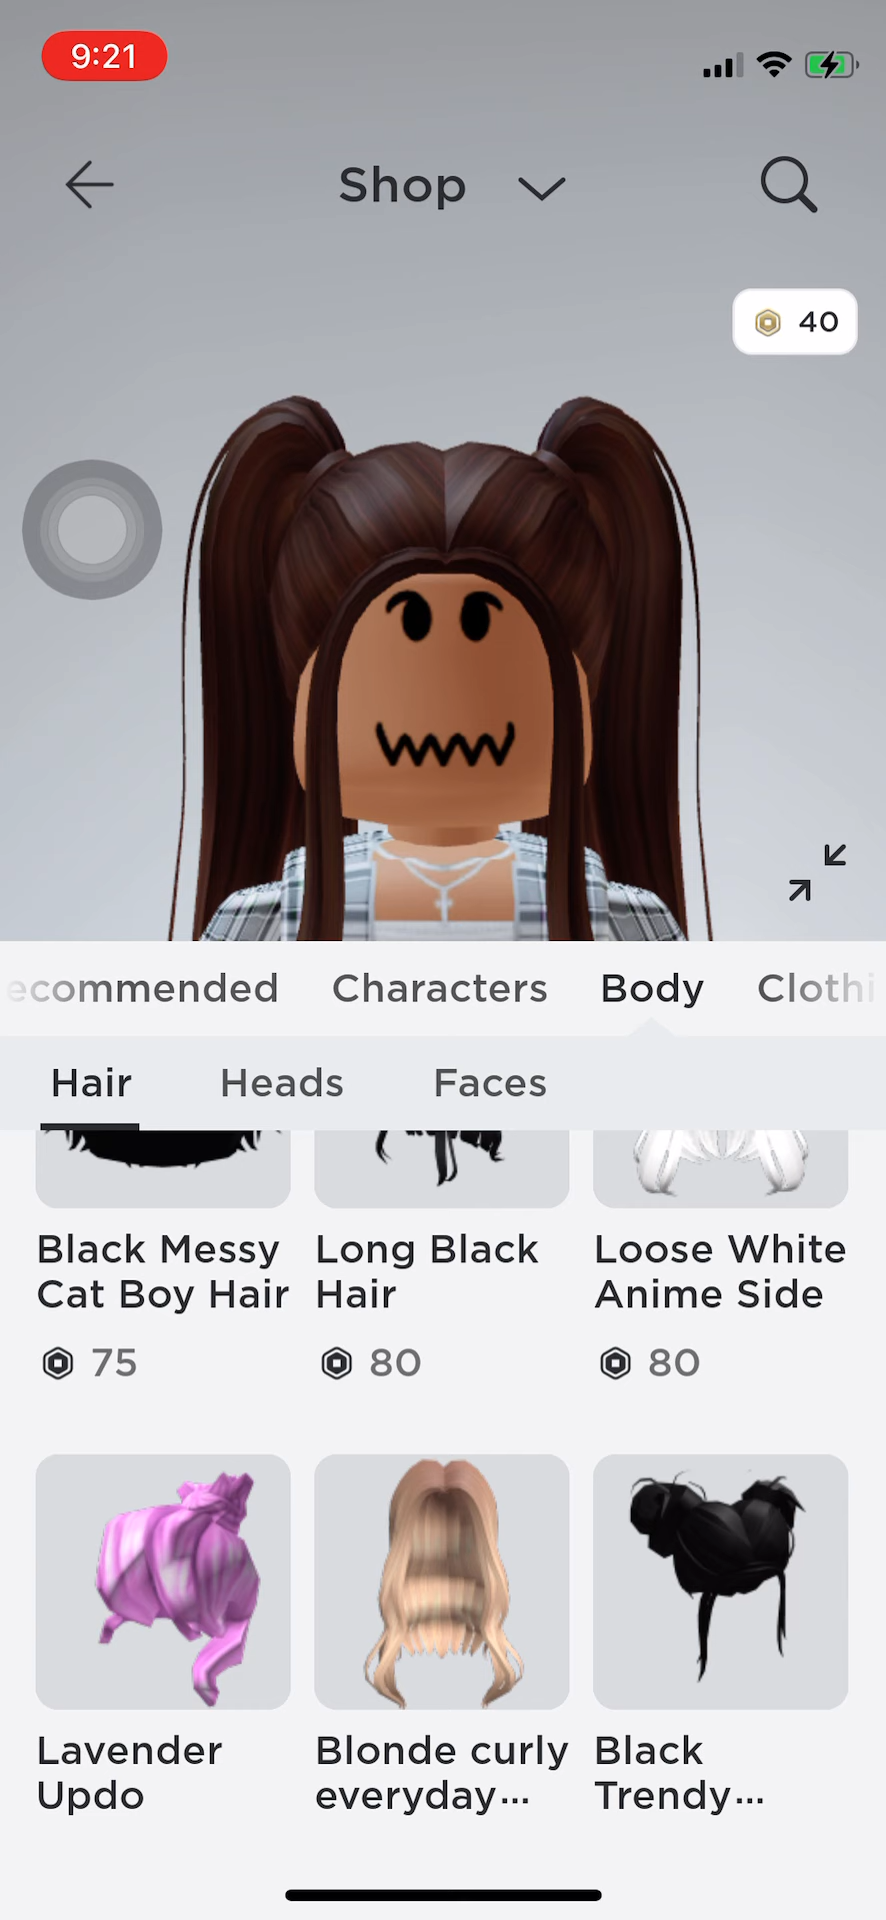 9:21
Shop
40
ecommended Characters Body Clothi
Hair Heads Faces
Black Messy
Cat Boy Hair
75
Long Black
Hair
80
Loose White
Anime Side
80
Lavender
Updo
Blonde curly
everyday...
Black
Trendy...